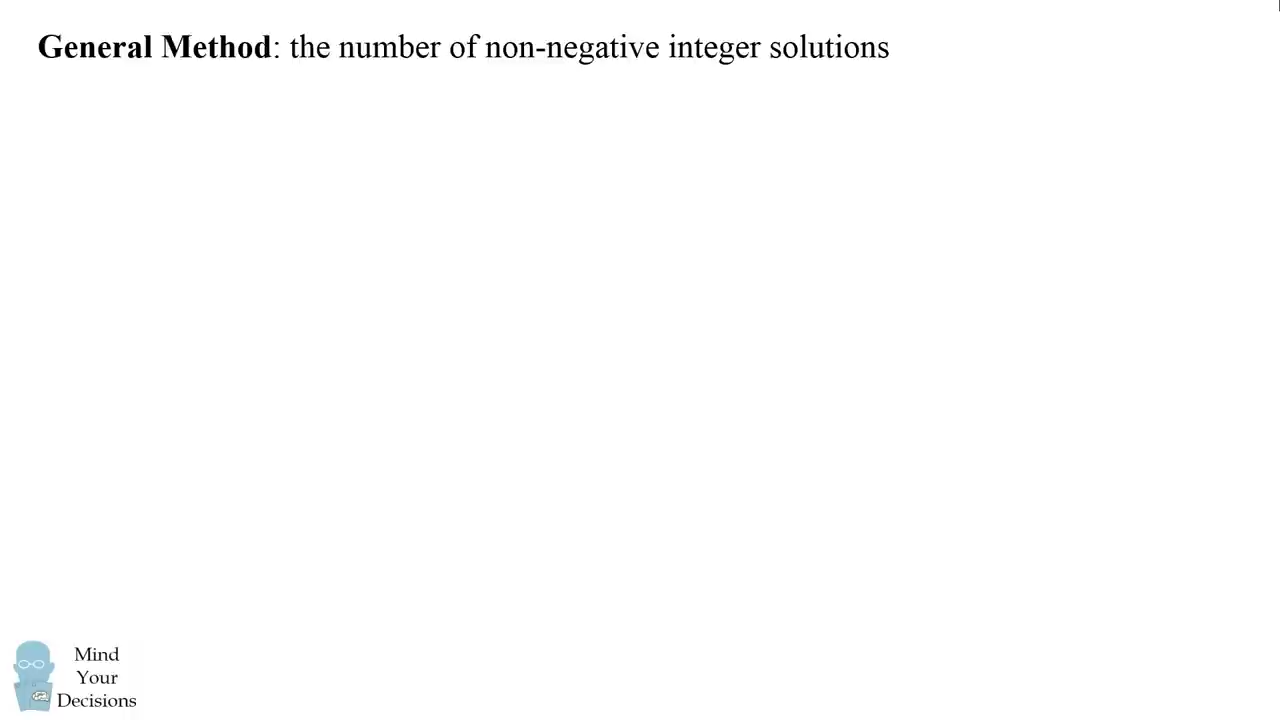 General Method: the number of non-negative integer solutions
Mind
Your
Decisions